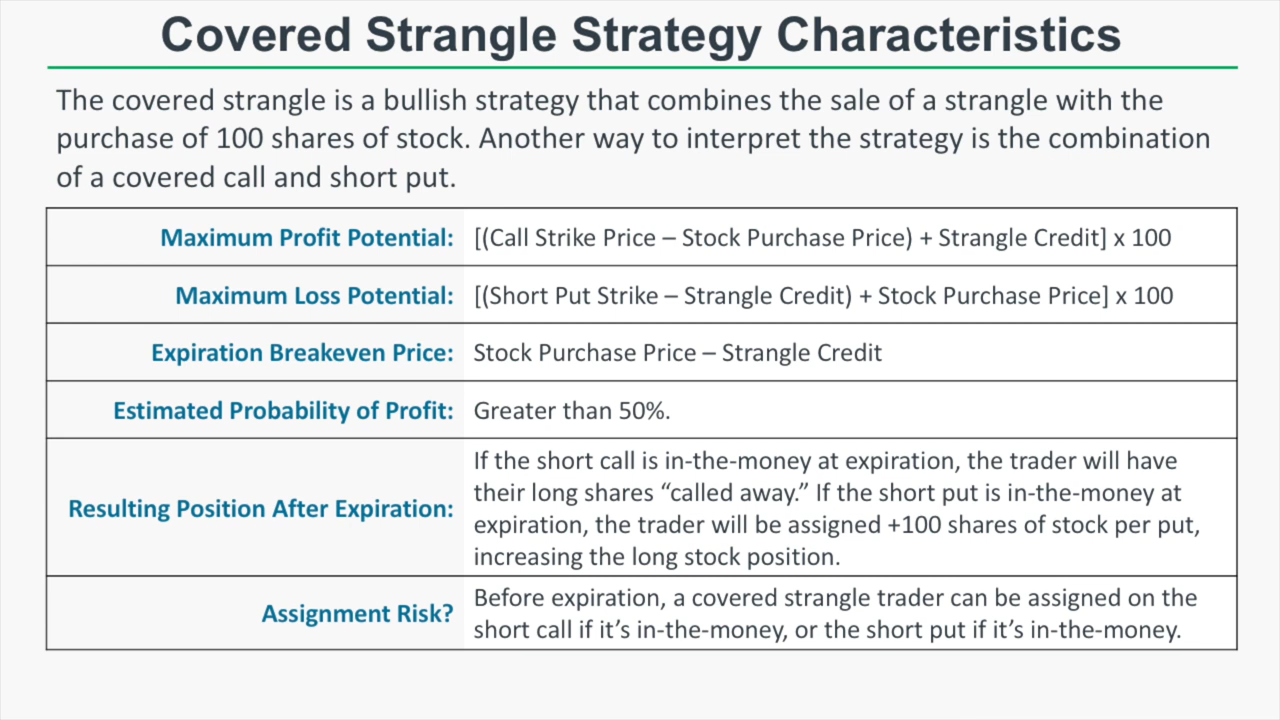 Covered Strangle Strategy Characteristics
The covered strangle is a bullish strategy that combines the sale of a strangle with the
purchase of 100 shares of stock. Another way to interpret the strategy is the combination
of a covered call and short put.
Maximum Profit Potential: [(Call Strike Price – Stock Purchase Price) + Strangle Credit] x 100
Maximum Loss Potential: [(Short Put Strike – Strangle Credit) + Stock Purchase Price] x 100
Expiration Breakeven Price: Stock Purchase Price – Strangle Credit
Estimated Probability of Profit: Greater than 50%.
Resulting Position After Expiration:
If the short call is in-the-money at expiration, the trader will have
their long shares “called away.” If the short put is in-the-money at
expiration, the trader will be assigned +100 shares of stock per put,
increasing the long stock position.
Assignment Risk?
Before expiration, a covered strangle trader can be assigned on the
short call if it’s in-the-money, or the short put if it’s in-the-money.